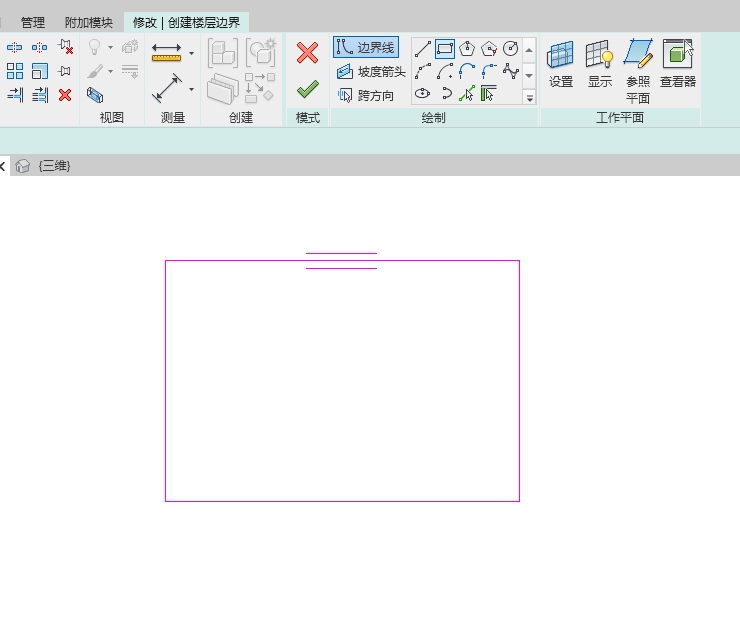 管理 附加模块 修改 | 创建楼层边界
边界线
坡度箭头
跨方向
设置 显示 参照平面 查看器
视图 测量 创建 模式 绘制 工作平面
{三维}